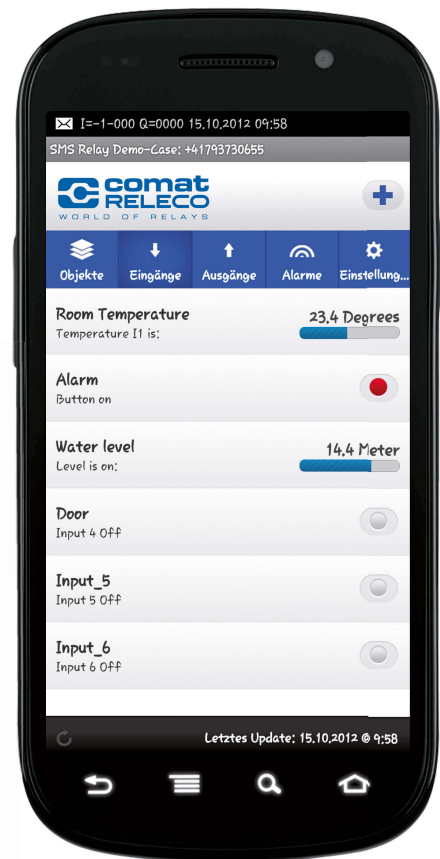 I=-1-000 Q=0000 15.10.2012 09:58
SMS Relay Demo-Case: +41793730655
comat
RELECO
WORLD OF RELAYS
Objekte Eingänge Ausgänge Alarme Einstellung...
Room Temperature
23,4 Degrees
Temperature I1 is:
Alarm
Button on
Water level
14,4 Meter
Level is on:
Door
Input 4 Off
Input_5
Input 5 Off
Input_6
Input 6 Off
Letztes Update: 15.10.2012 @ 9:58